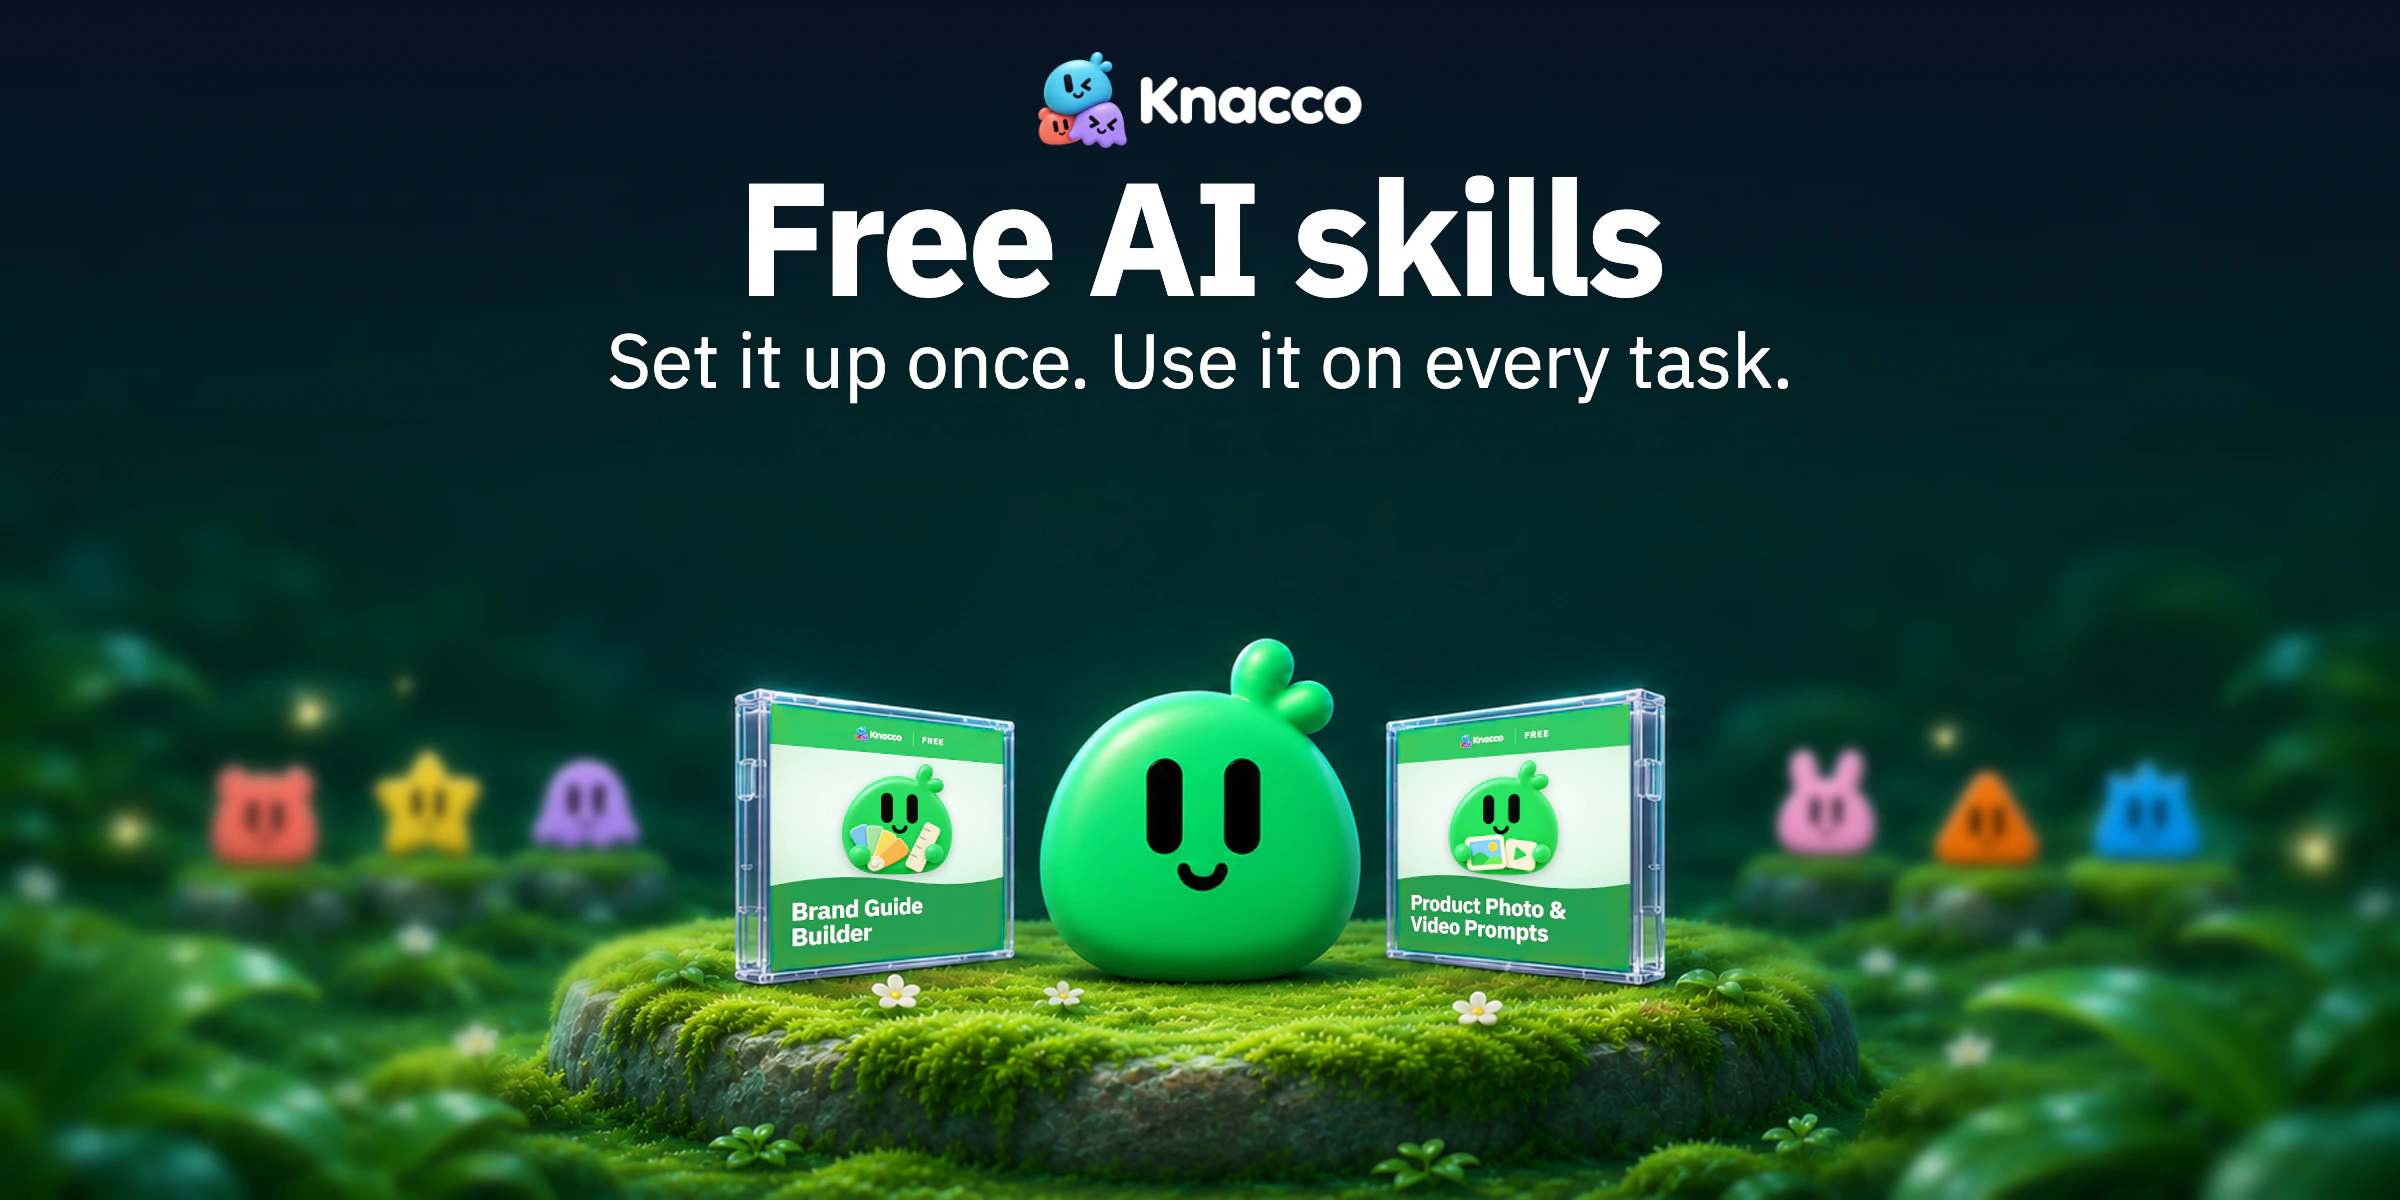 Knacco
Free AI skills
Set it up once. Use it on every task.
Knacco | FREE
Brand Guide
Builder
Knacco | FREE
Product Photo &
Video Prompts